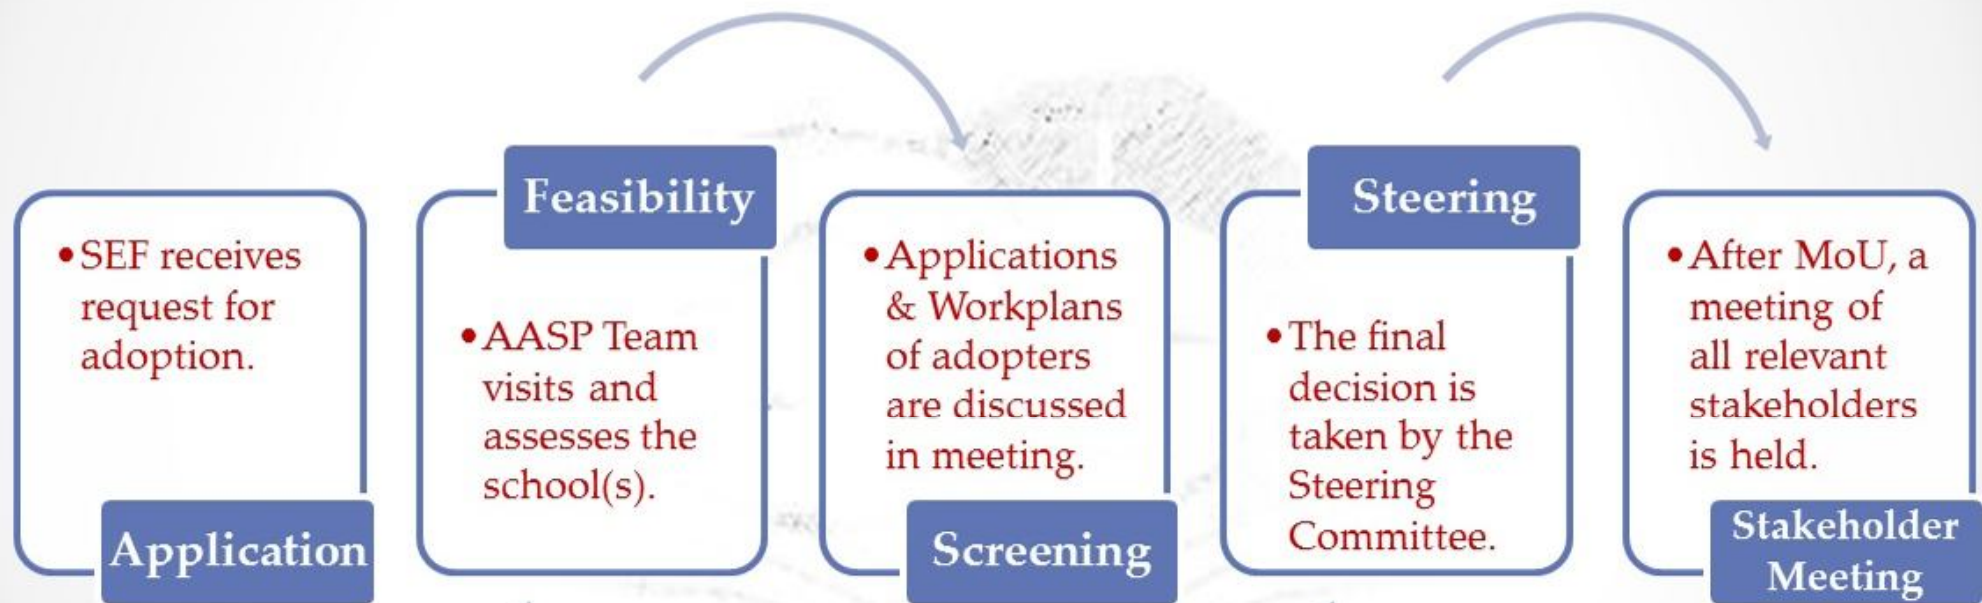 •SEF receives
request for
adoption.
Application
Feasibility
•AASP Team
visits and
assesses the
school(s).
•Applications
& Workplans
of adopters
are discussed
in meeting.
Screening
Steering
•The final
decision is
taken by the
Steering
Committee.
•After MoU, a
meeting of
all relevant
stakeholders
is held.
Stakeholder
Meeting